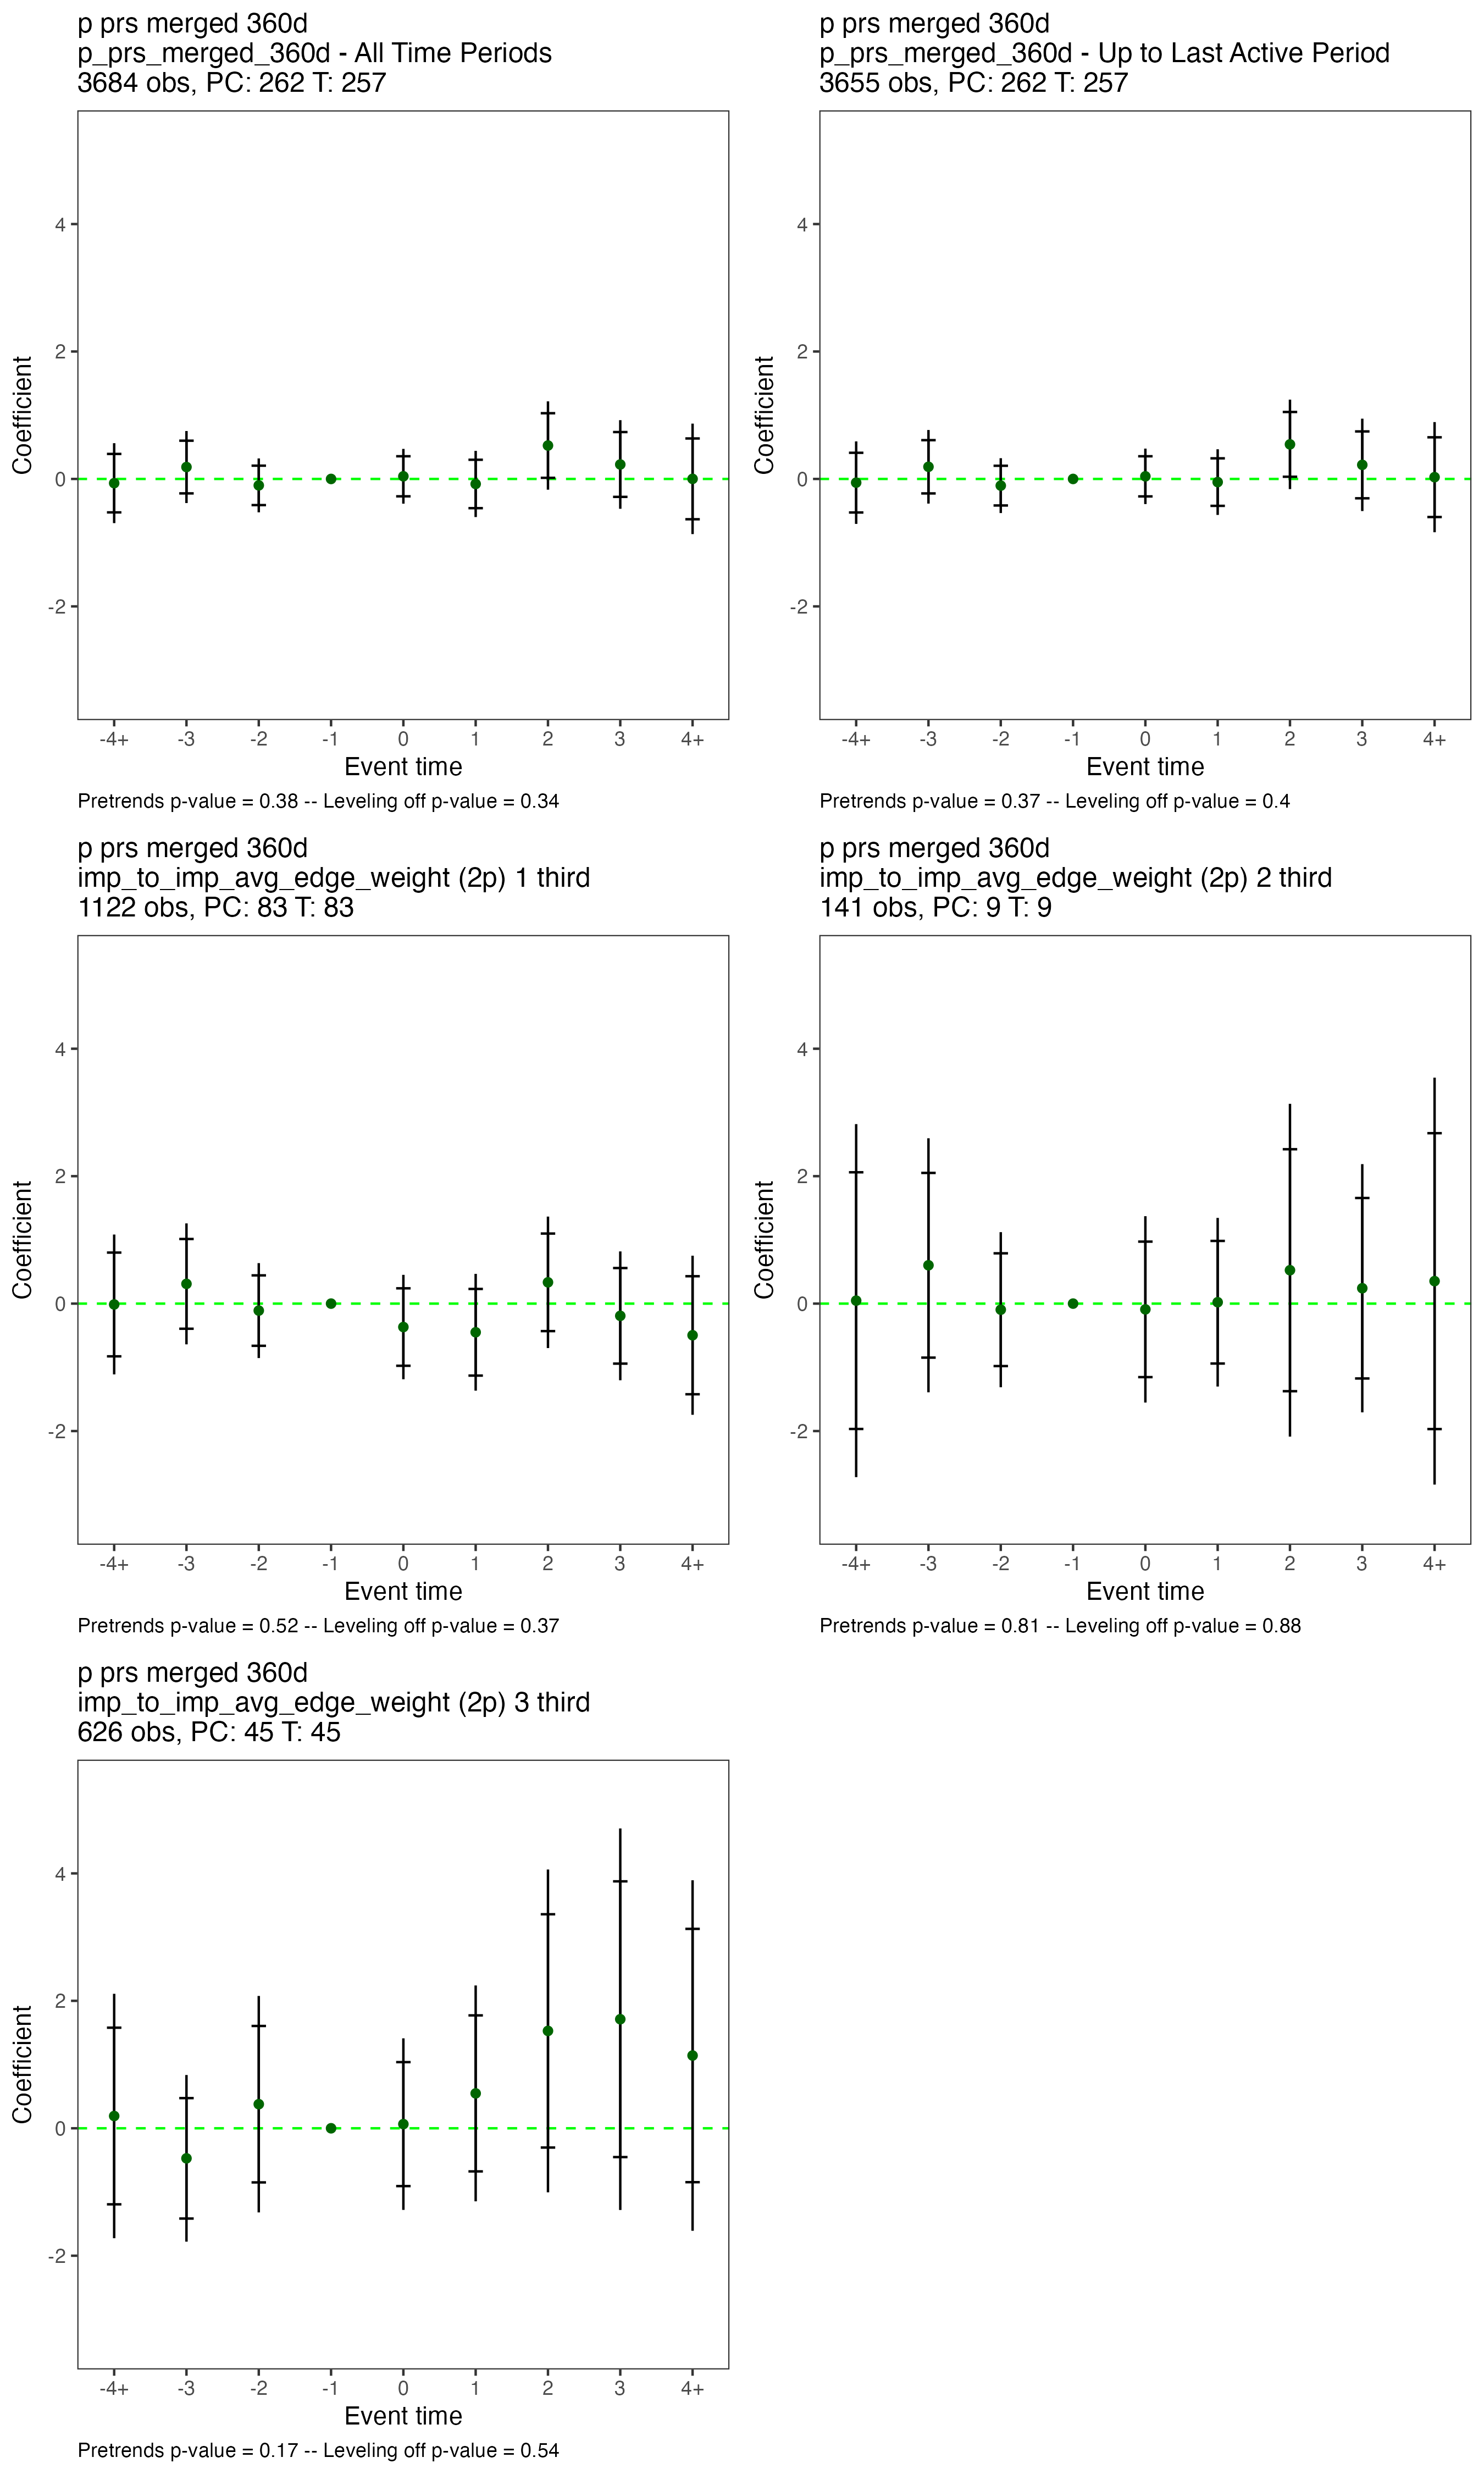 p prs merged 360d
p_prs_merged_360d - All Time Periods
3684 obs, PC: 262 T: 257
Coefficient
4
2
0
-2
-4+ -3 -2 -1 0 1 2 3 4+
Event time
Pretrends p-value = 0.38 -- Leveling off p-value = 0.34
p prs merged 360d
p_prs_merged_360d - Up to Last Active Period
3655 obs, PC: 262 T: 257
Coefficient
4
2
0
-2
-4+ -3 -2 -1 0 1 2 3 4+
Event time
Pretrends p-value = 0.37 -- Leveling off p-value = 0.4
p prs merged 360d
imp_to_imp_avg_edge_weight (2p) 1 third
1122 obs, PC: 83 T: 83
Coefficient
4
2
0
-2
-4+ -3 -2 -1 0 1 2 3 4+
Event time
Pretrends p-value = 0.52 -- Leveling off p-value = 0.37
p prs merged 360d
imp_to_imp_avg_edge_weight (2p) 2 third
141 obs, PC: 9 T: 9
Coefficient
4
2
0
-2
-4+ -3 -2 -1 0 1 2 3 4+
Event time
Pretrends p-value = 0.81 -- Leveling off p-value = 0.88
p prs merged 360d
imp_to_imp_avg_edge_weight (2p) 3 third
626 obs, PC: 45 T: 45
Coefficient
4
2
0
-2
-4+ -3 -2 -1 0 1 2 3 4+
Event time
Pretrends p-value = 0.17 -- Leveling off p-value = 0.54